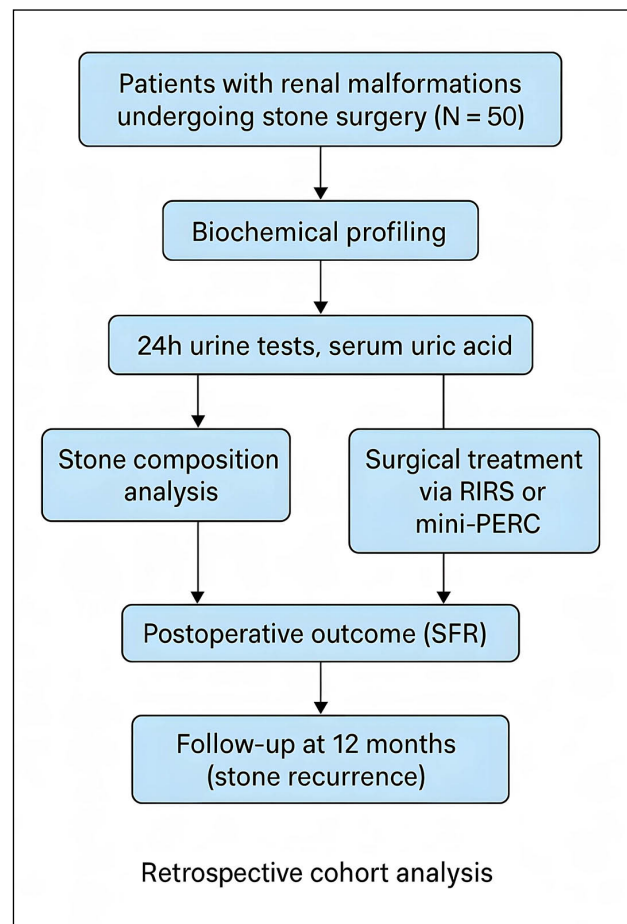 Patients with renal malformations
undergoing stone surgery (N = 50)
Biochemical profiling
24h urine tests, serum uric acid
Stone composition
analysis
Surgical treatment
via RIRS or
mini-PERC
Postoperative outcome (SFR)
Follow-up at 12 months
(stone recurrence)
Retrospective cohort analysis